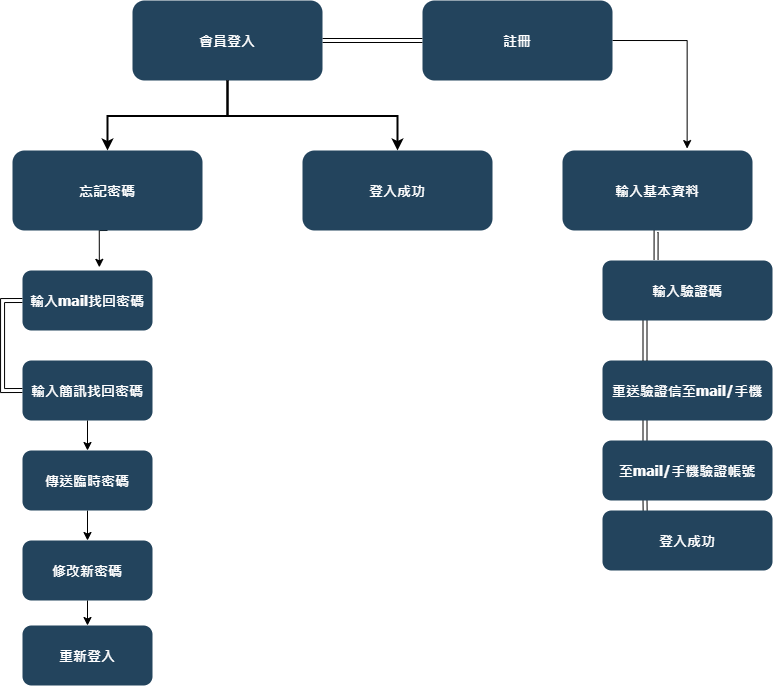 會員登入
註冊
忘記密碼
登入成功
輸入基本資料
輸入mail找回密碼
輸入簡訊找回密碼
傳送臨時密碼
修改新密碼
重新登入
輸入驗證碼
重送驗證信至mail/手機
至mail/手機驗證帳號
登入成功